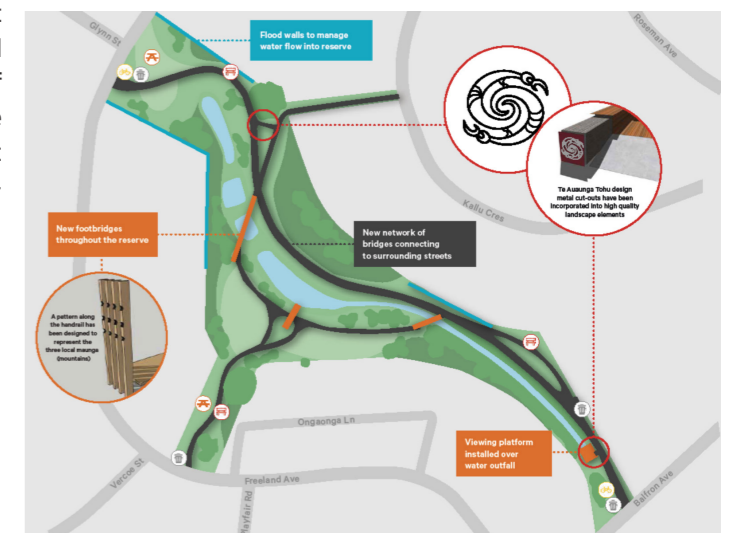 Glynn St
Flood walls to manage
water flow into reserve
Roseman Ave
Te Auaunga Tohu design
metal cut-outs have been
incorporated into high quality
landscape elements
Kallu Cres
New footbridges
throughout the reserve
New network of
bridges connecting
to surrounding streets
A pattern along
the handrail has
been designed to
represent the
three local maunga
(mountains)
Ongaonga Ln
Viewing platform
installed over
water outfall
Vercoe St
Freeland Ave
Mayfair Rd
Belfron Ave